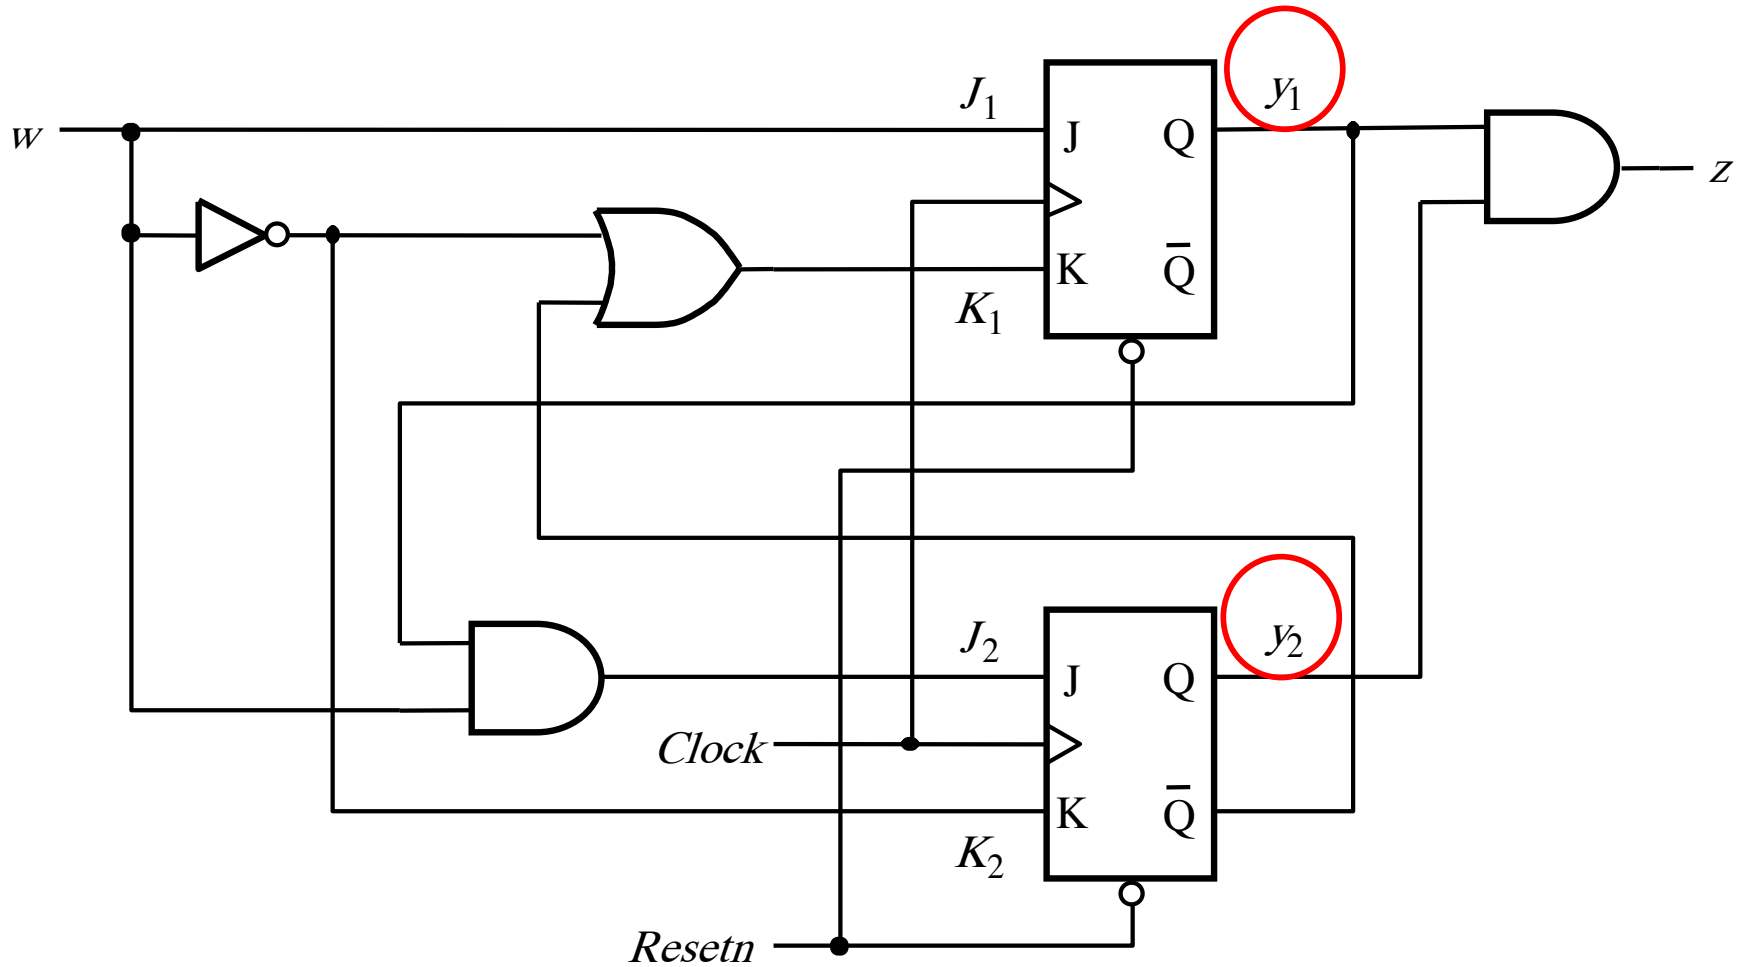 J₁
y₁
w
J
Q
z
K
Q̅
K₁
J₂
y₂
J
Q
Clock
K
Q̅
K₂
Resetn